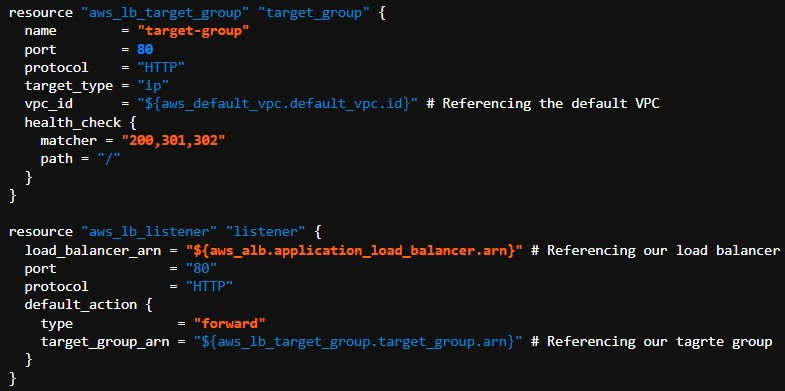 resource "aws_lb_target_group" "target_group" {
  name        = "target-group"
  port        = 80
  protocol    = "HTTP"
  target_type = "ip"
  vpc_id      = "${aws_default_vpc.default_vpc.id}" # Referencing the default VPC
  health_check {
    matcher = "200,301,302"
    path = "/"
  }
}

resource "aws_lb_listener" "listener" {
  load_balancer_arn = "${aws_alb.application_load_balancer.arn}" # Referencing our load balancer
  port              = "80"
  protocol          = "HTTP"
  default_action {
    type             = "forward"
    target_group_arn = "${aws_lb_target_group.target_group.arn}" # Referencing our tagrte group
  }
}